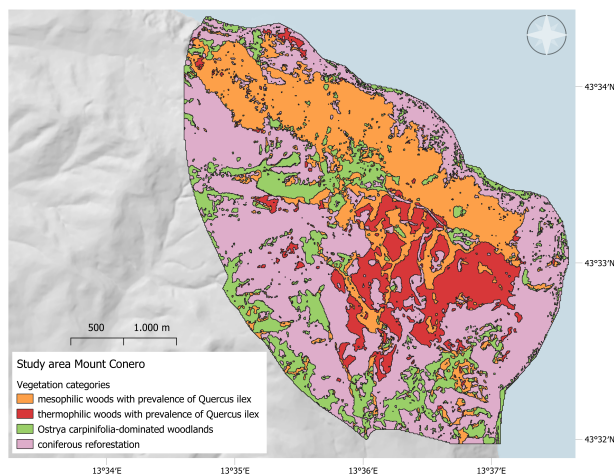 43°34'N
43°33'N
500 1.000 m
Study area Mount Conero
Vegetation categories
mesophilic woods with prevalence of Quercus ilex
thermophilic woods with prevalence of Quercus ilex
Ostrya carpinifolia-dominated woodlands
coniferous reforestation
43°32'N
13°34'E 13°35'E 13°36'E 13°37'E